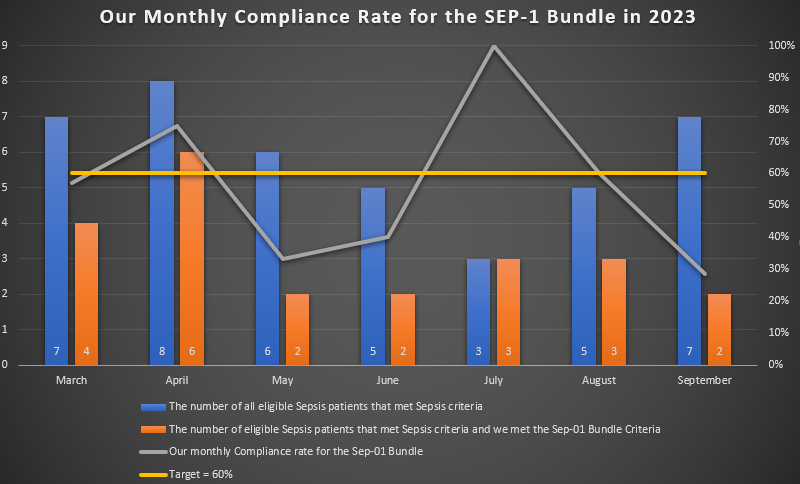 Our Monthly Compliance Rate for the SEP-1 Bundle in 2023
9 100%
8 90%
7 80%
6 70%
5 60%
4 50%
3 40%
2 30%
1 20%
0 10%
0%
7 4 8 6 6 2 5 2 3 3 5 3 7 2
March April May June July August September
The number of all eligible Sepsis patients that met Sepsis criteria
The number of eligible Sepsis patients that met Sepsis criteria and we met the Sep-01 Bundle Criteria
Our monthly Compliance rate for the Sep-01 Bundle
Target = 60%